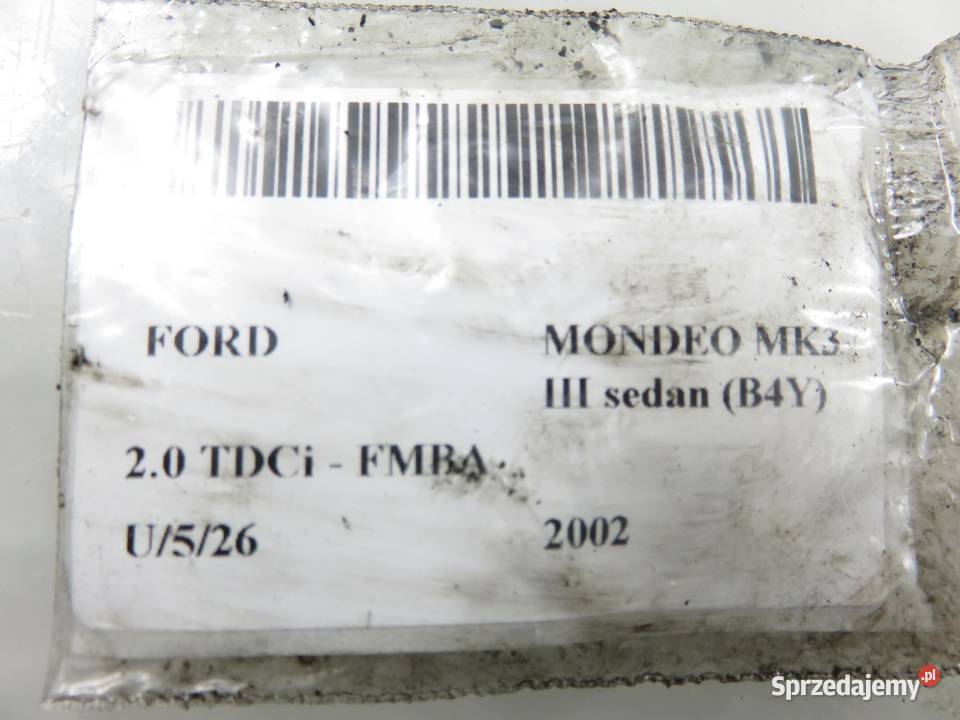 FORD
MONDEO MK3
III sedan (B4Y)
2.0 TDCi - FMBA
U/5/26
2002
Sprzedajemy.pl